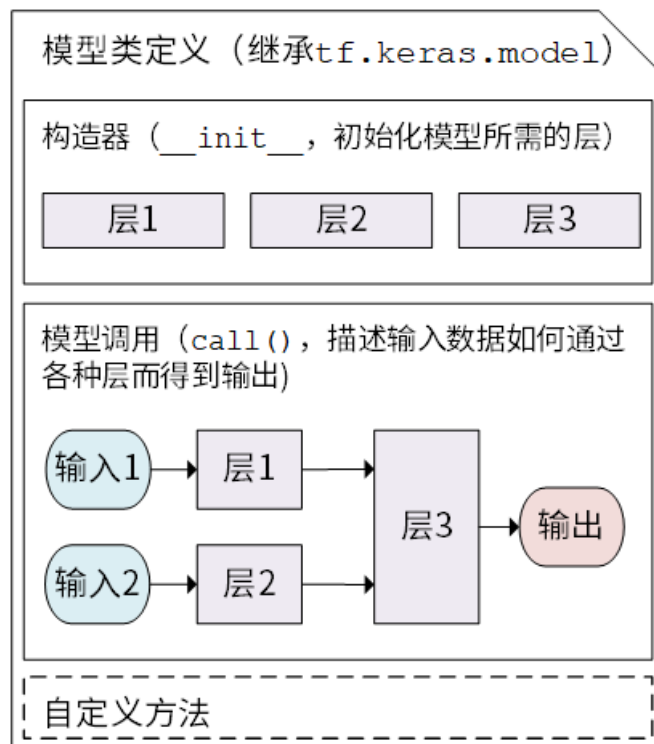 模型类定义（继承tf.keras.model）
构造器（__init__，初始化模型所需的层）
层1 层2 层3
模型调用（call()，描述输入数据如何通过
各种层而得到输出)
输入1 层1
层3 输出
输入2 层2
自定义方法